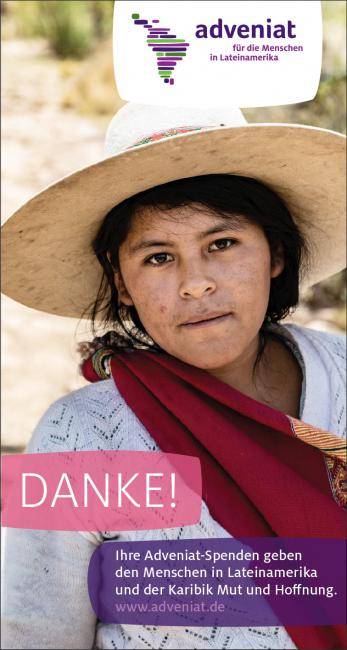 adveniat
für die Menschen
in Lateinamerika
DANKE!
Ihre Adveniat-Spenden geben
den Menschen in Lateinamerika
und der Karibik Mut und Hoffnung.
www.adveniat.de